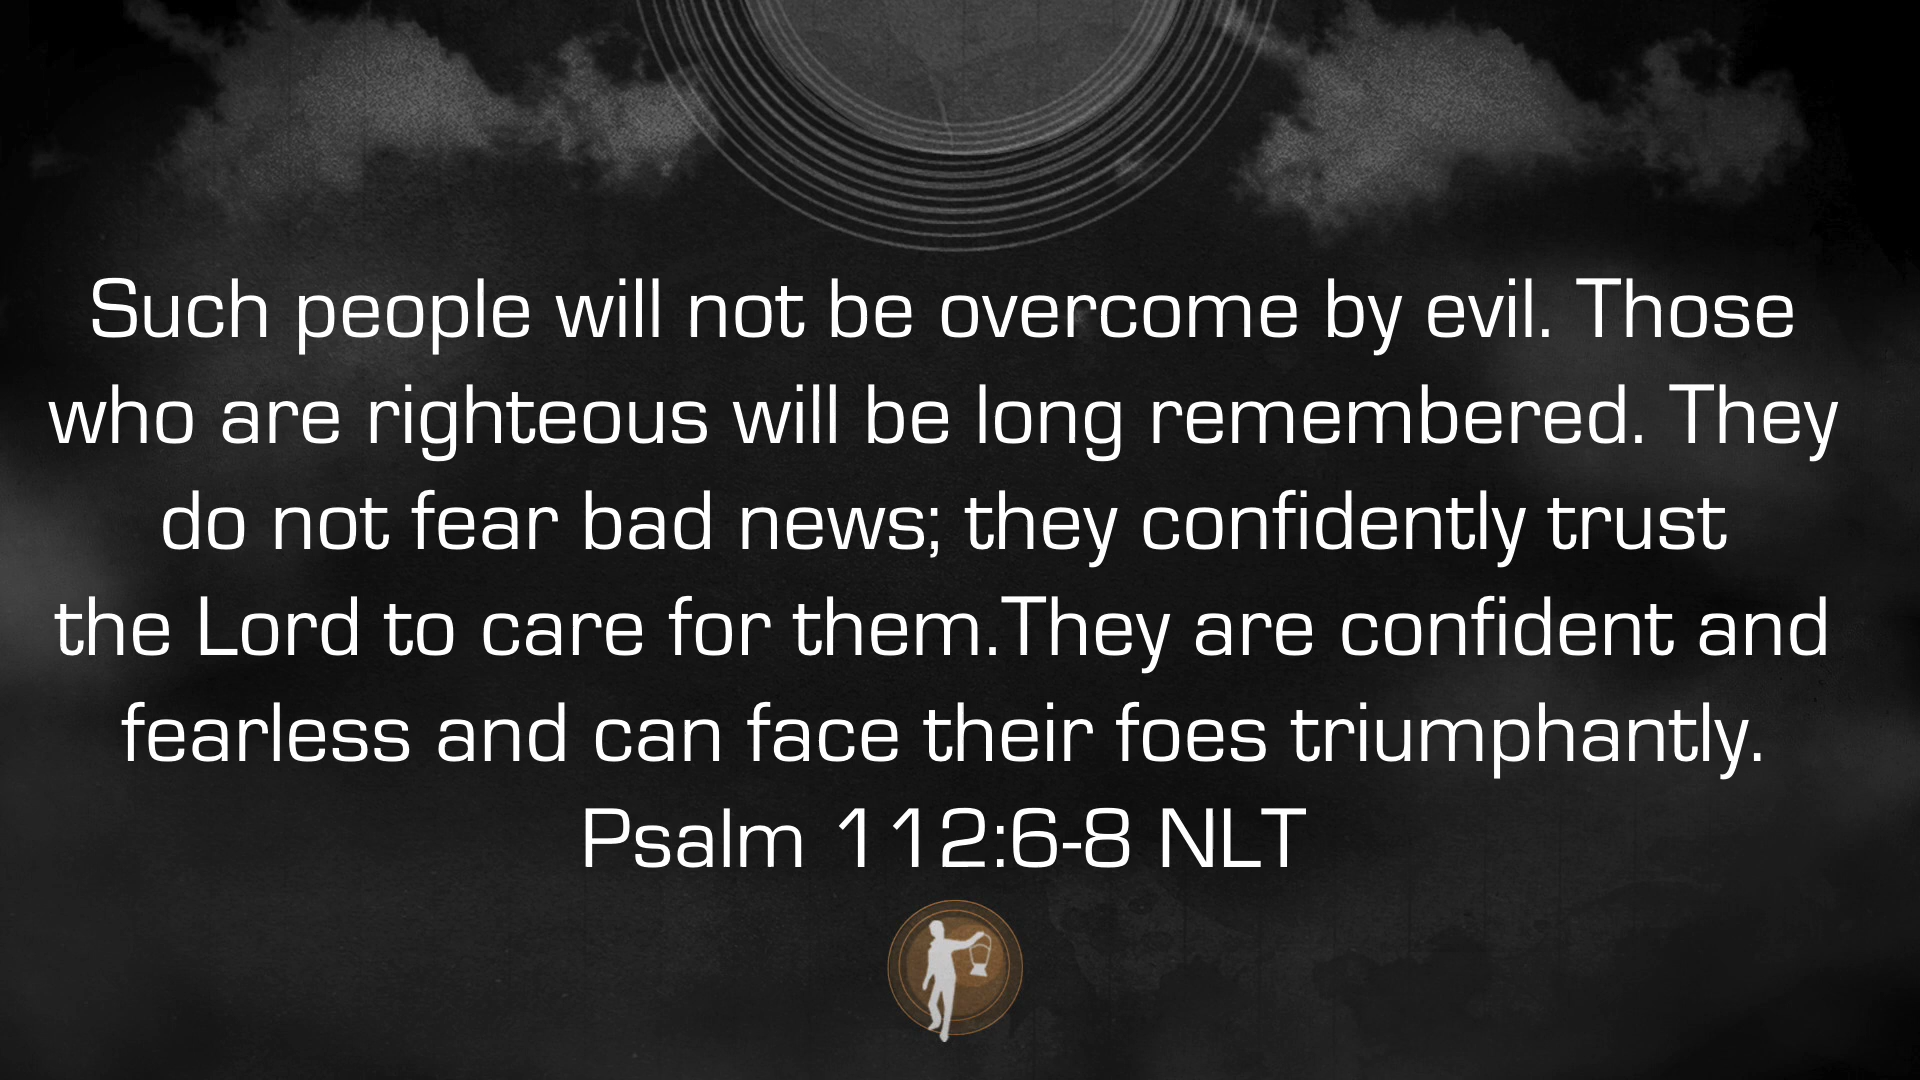 Such people will not be overcome by evil. Those
who are righteous will be long remembered. They
do not fear bad news; they confidently trust
the Lord to care for them.They are confident and
fearless and can face their foes triumphantly.
Psalm 112:6-8 NLT